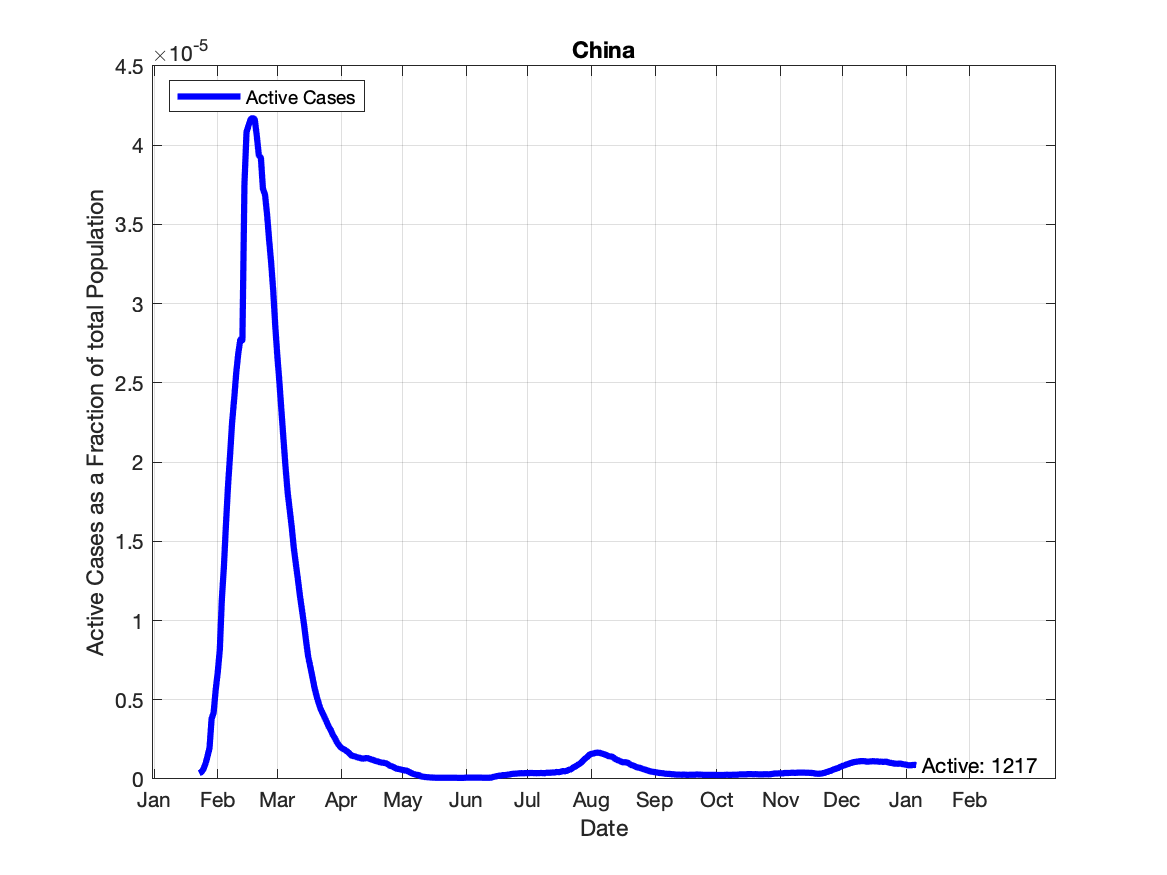 China
×10-5
4.5
4
3.5
3
2.5
2
1.5
1
0.5
0
Active Cases as a Fraction of total Population
Active Cases
Active: 1217
Jan Feb Mar Apr May Jun Jul Aug Sep Oct Nov Dec Jan Feb
Date